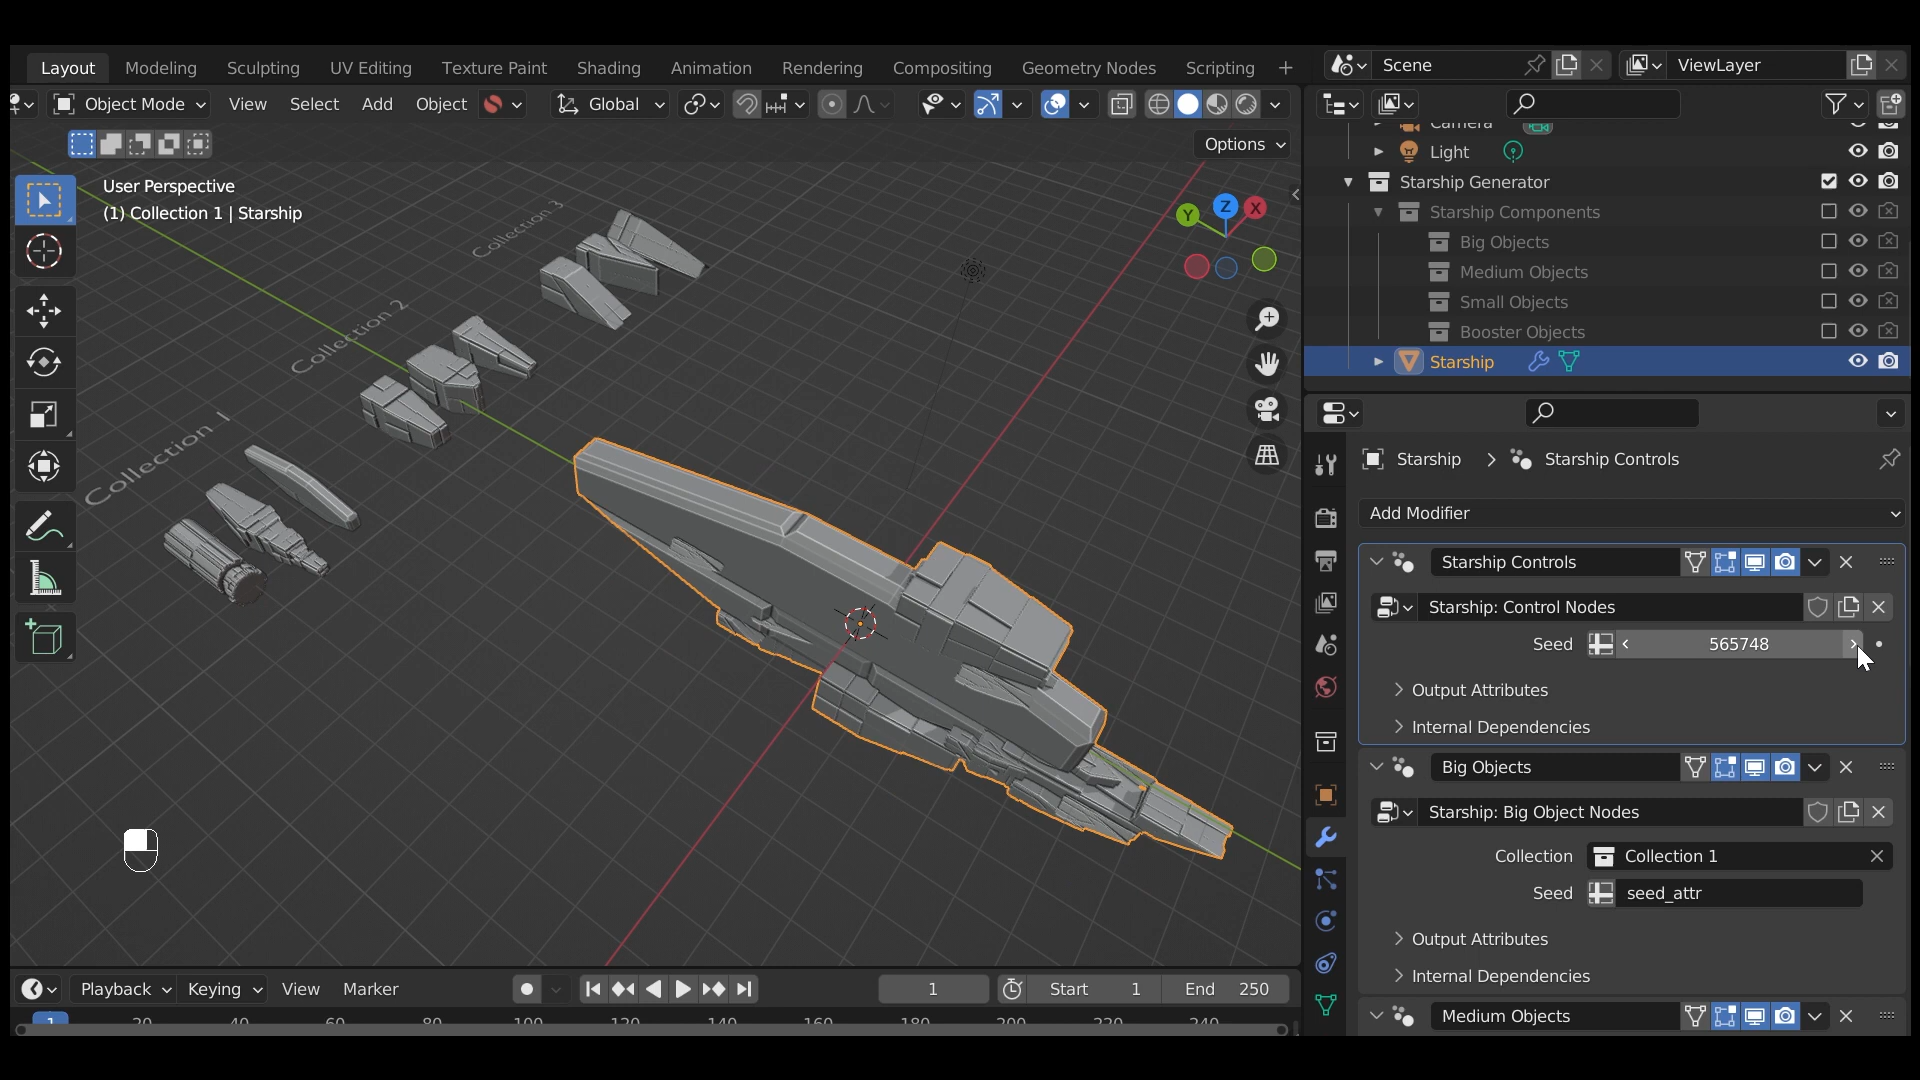 Layout Modeling Sculpting UV Editing Texture Paint Shading Animation Rendering Compositing Geometry Nodes Scripting +
Scene
ViewLayer
Object Mode View Select Add Object Global
Options
User Perspective
(1) Collection 1 | Starship
Collection 3
Collection 2
Collection 1
Z
Y
X
Camera
Light
Starship Generator
Starship Components
Big Objects
Medium Objects
Small Objects
Booster Objects
Starship
Starship > Starship Controls
Add Modifier
Starship Controls
Starship: Control Nodes
Seed 565748
Output Attributes
Internal Dependencies
Big Objects
Starship: Big Object Nodes
Collection Collection 1
Seed seed_attr
Output Attributes
Internal Dependencies
Medium Objects
Playback Keying View Marker 1 Start 1 End 250
1 20 40 60 80 100 120 140 160 180 200 220 240